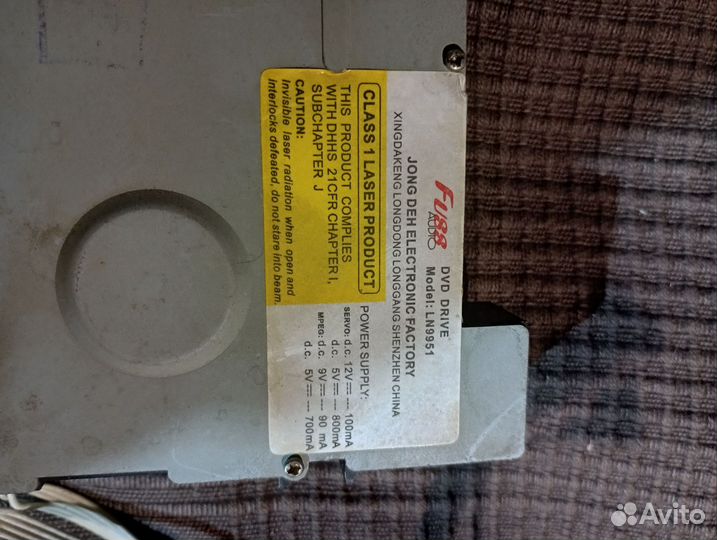 Fuss
AUDIO
DVD DRIVE
Model: LN9951
JONG DEH ELECTRONIC FACTORY
XINGDAKENG LONGDONG LONGGANG SHENZHEN CHINA
CLASS 1 LASER PRODUCT
THIS PRODUCT COMPLIES
WITH DHHS 21CFR CHAPTER I,
SUBCHAPTER J
CAUTION:
Invisible laser radiation when open and
interlocks defeated, do not stare into beam.
POWER SUPPLY:
SERVO: d.c. 12V ⎓ --- 100mA
d.c. 5V ⎓ --- 800mA
MPEG: d.c. 9V ⎓ --- 90 mA
d.c. 5V ⎓ --- 700mA
Avito